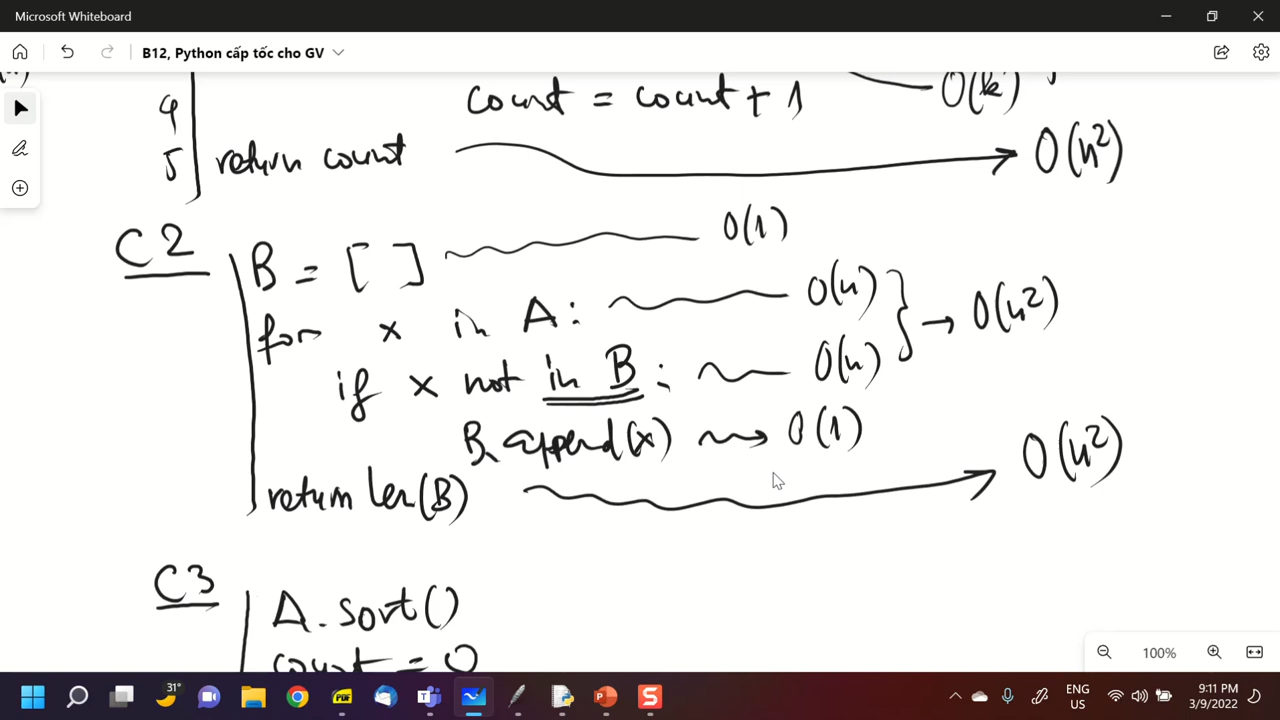 Microsoft Whiteboard
B12, Python cấp tốc cho GV
4 count = count + 1 O(k)
5 return count O(n²)
C2
B = [ ] O(1)
for x in A: O(n)
→ O(n²)
if x not in B: O(n)
B.append(x) O(1)
return len(B) O(n²)
C3
A.sort()
count = 0
100%
31°
ENG
US
9:11 PM
3/9/2022